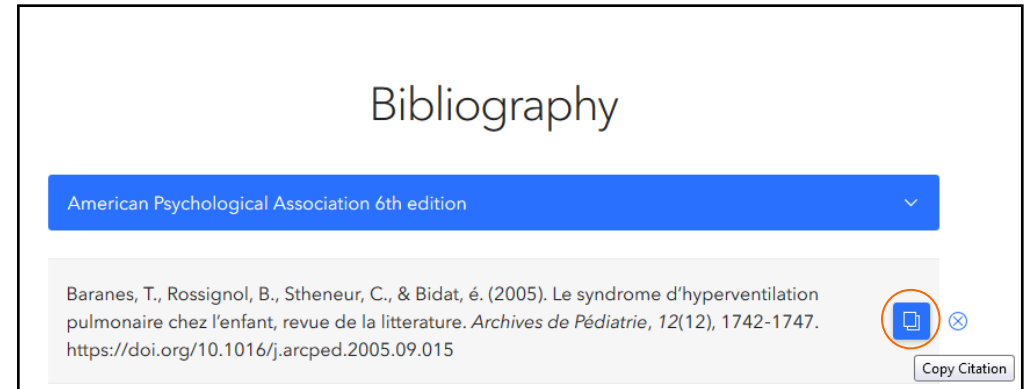 Bibliography
American Psychological Association 6th edition
Baranes, T., Rossignol, B., Stheneur, C., & Bidat, é. (2005). Le syndrome d’hyperventilation
pulmonaire chez l’enfant, revue de la litterature. Archives de Pédiatrie, 12(12), 1742-1747.
https://doi.org/10.1016/j.arcped.2005.09.015
Copy Citation